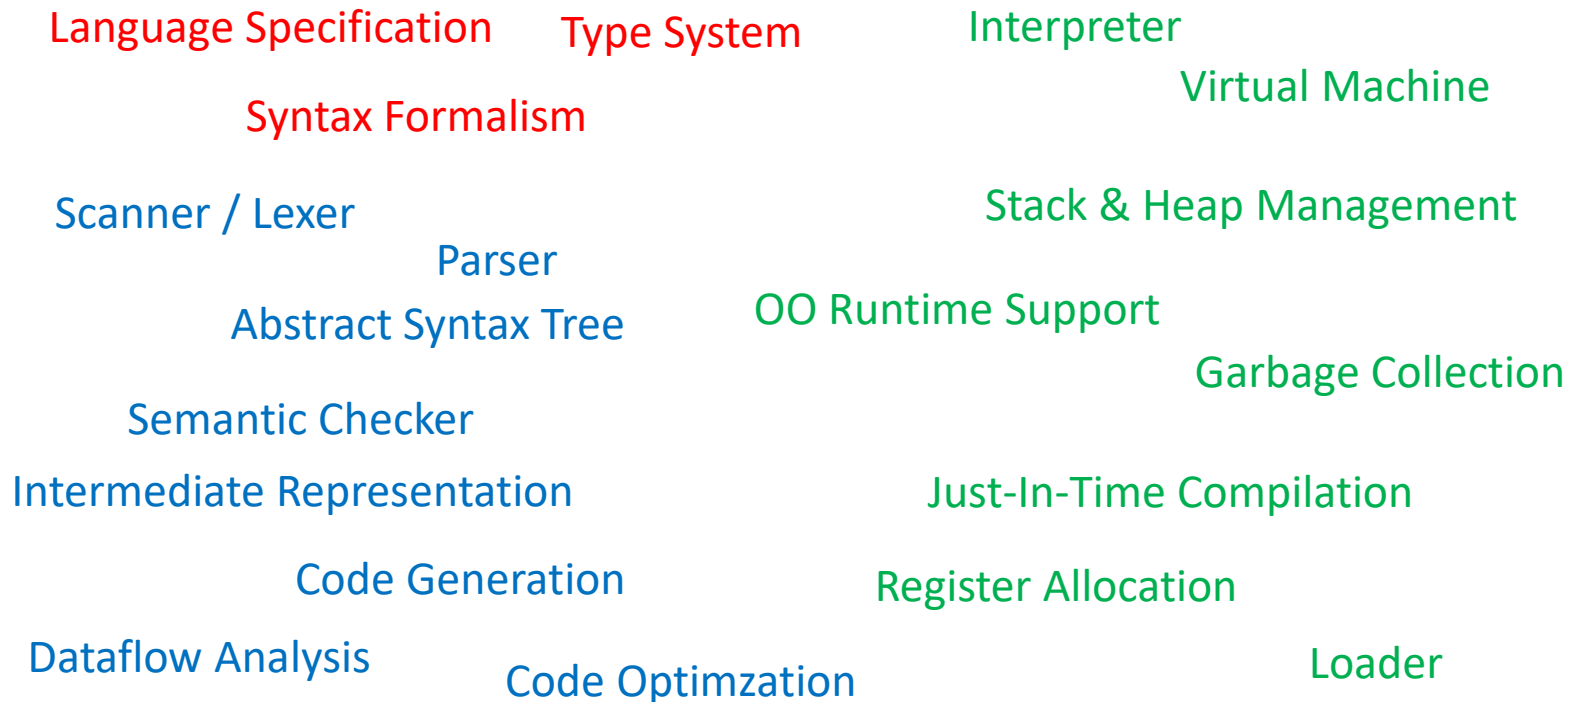 Language Specification
Type System
Interpreter
Virtual Machine
Syntax Formalism
Scanner / Lexer
Stack & Heap Management
Parser
Abstract Syntax Tree
OO Runtime Support
Garbage Collection
Semantic Checker
Intermediate Representation
Just-In-Time Compilation
Code Generation
Register Allocation
Dataflow Analysis
Code Optimzation
Loader